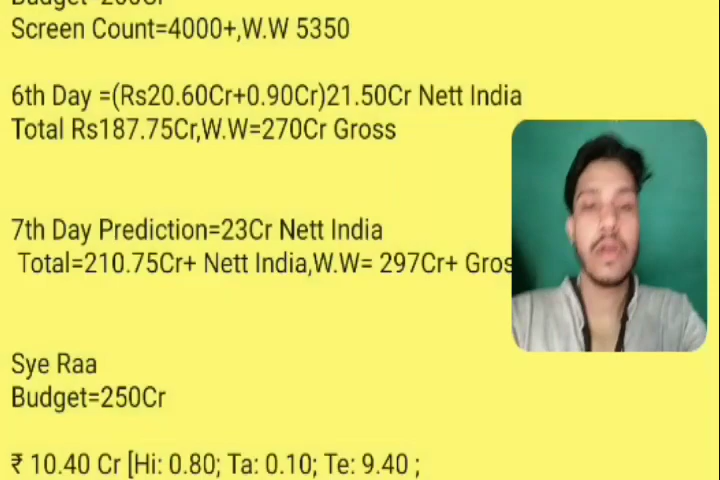 Budget=200Cr
Screen Count=4000+,W.W 5350
6th Day =(Rs20.60Cr+0.90Cr)21.50Cr Nett India
Total Rs187.75Cr,W.W=270Cr Gross
7th Day Prediction=23Cr Nett India
Total=210.75Cr+ Nett India,W.W= 297Cr+ Gros
Sye Raa
Budget=250Cr
₹ 10.40 Cr [Hi: 0.80; Ta: 0.10; Te: 9.40 ;